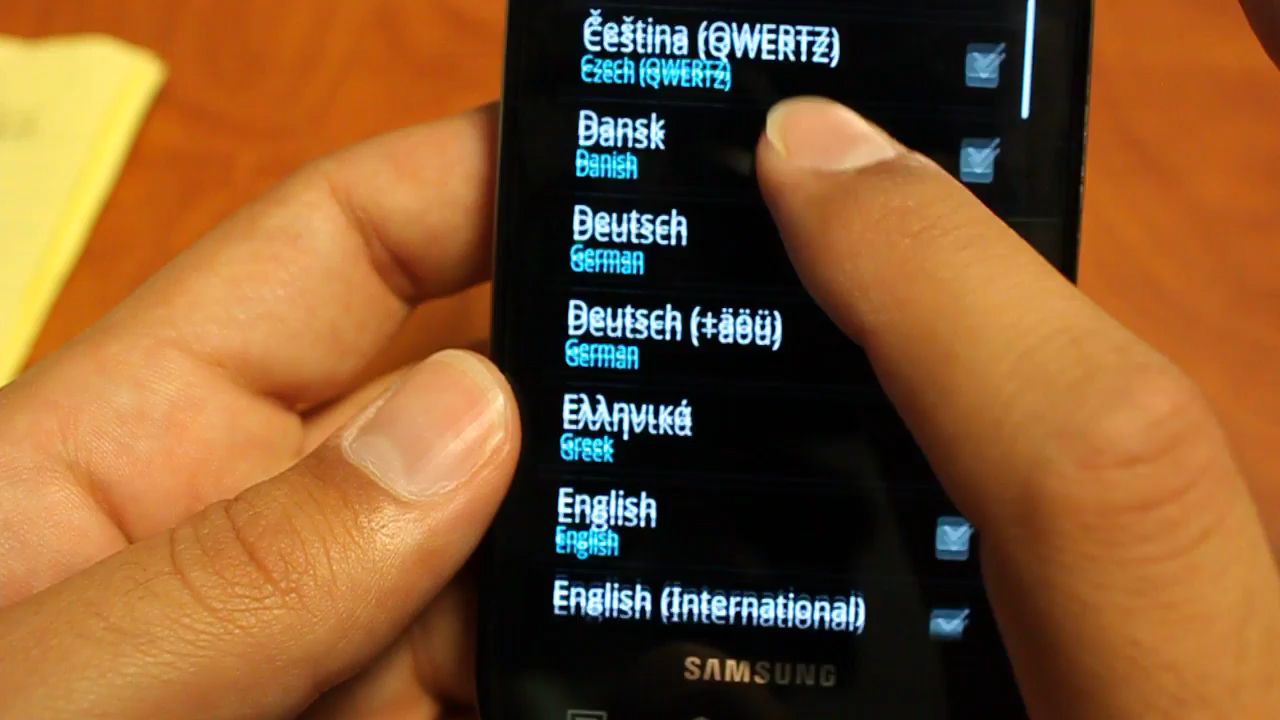 Čeština (QWERTZ)
Czech (QWERTZ)
Dansk
Danish
Deutsch
German
Deutsch (+äöü)
German
Ελληνικά
Greek
English
English
English (International)
SAMSUNG